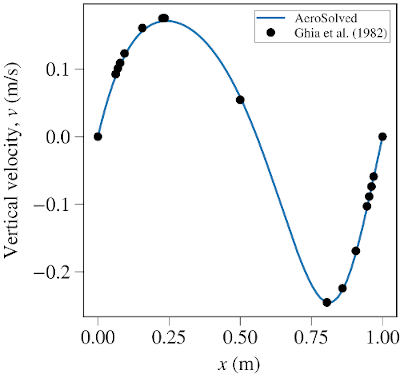 AeroSolved
Ghia et al. (1982)
Vertical velocity, v (m/s)
0.1
0.0
−0.1
−0.2
0.00 0.25 0.50 0.75 1.00
x (m)